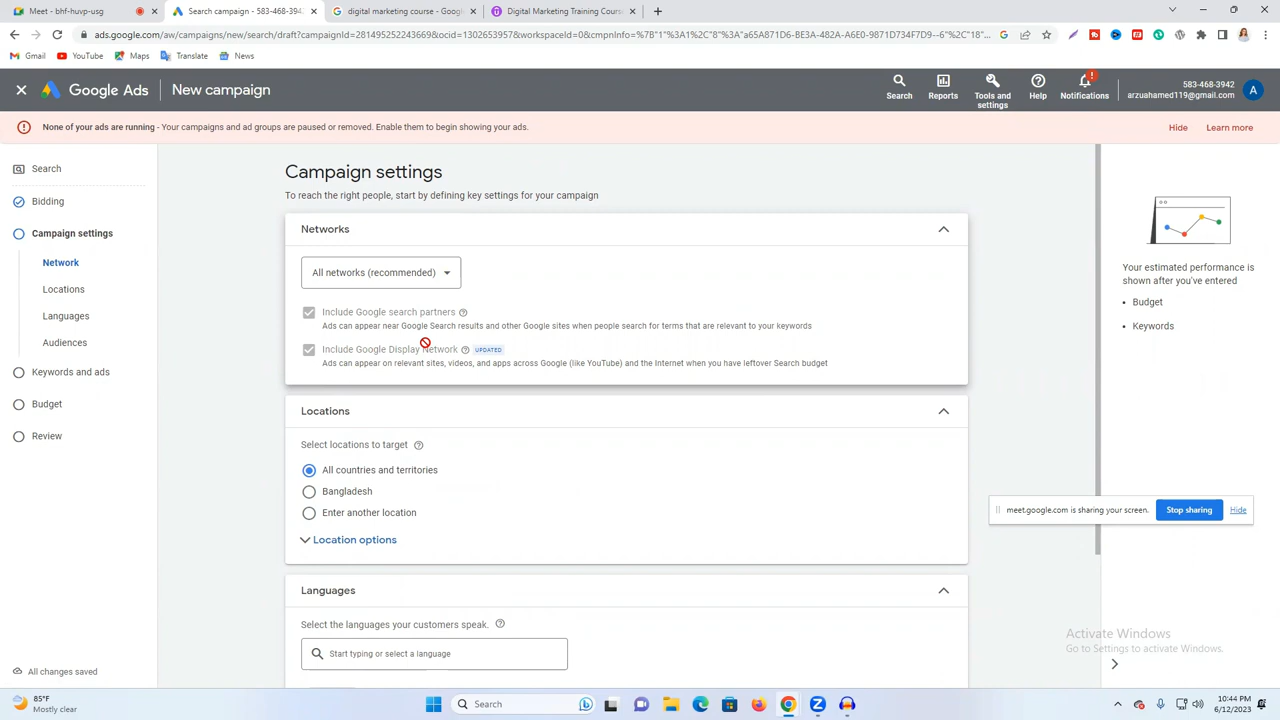 Meet - bhf-huvp-usg
Search campaign - 583-468-394
digital marketing course - Google
Digital Marketing Training Cours
ads.google.com/aw/campaigns/new/search/draft?campaignId=281495252243669&ocid=1302653957&workspaceId=0&cmpnInfo=%7B"1"%3A1%2C"8"%3A"a65A871D6-BE3A-482A-A6E0-9871D734F7D9--6"%2C"18"...
Gmail YouTube Maps Translate News
Google Ads New campaign
Search Reports Tools and settings Help Notifications
583-468-3942
arzuahamed119@gmail.com A
None of your ads are running - Your campaigns and ad groups are paused or removed. Enable them to begin showing your ads. Hide Learn more
Search
Bidding
Campaign settings
Network
Locations
Languages
Audiences
Keywords and ads
Budget
Review
All changes saved
Campaign settings
To reach the right people, start by defining key settings for your campaign
Networks
All networks (recommended)
Include Google search partners
Ads can appear near Google Search results and other Google sites when people search for terms that are relevant to your keywords
Include Google Display Network UPDATED
Ads can appear on relevant sites, videos, and apps across Google (like YouTube) and the Internet when you have leftover Search budget
Locations
Select locations to target
All countries and territories
Bangladesh
Enter another location
Location options
Languages
Select the languages your customers speak.
Start typing or select a language
Your estimated performance is
shown after you've entered
• Budget
• Keywords
meet.google.com is sharing your screen. Stop sharing Hide
Activate Windows
Go to Settings to activate Windows.
85°F
Mostly clear
Search
10:44 PM
6/12/2023